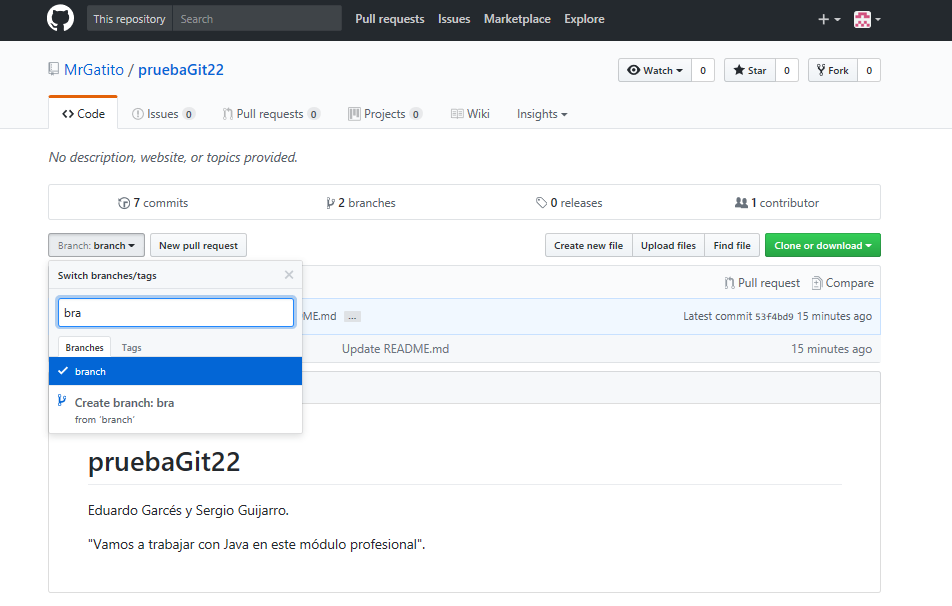 This repository Search Pull requests Issues Marketplace Explore
MrGatito / pruebaGit22 Watch 0 Star 0 Fork 0
Code Issues 0 Pull requests 0 Projects 0 Wiki Insights
No description, website, or topics provided.
7 commits 2 branches 0 releases 1 contributor
Branch: branch New pull request Create new file Upload files Find file Clone or download
Switch branches/tags
Pull request Compare
bra
ME.md … Latest commit 53f4bd9 15 minutes ago
Branches Tags
Update README.md 15 minutes ago
branch
Create branch: bra
from 'branch'
pruebaGit22
Eduardo Garcés y Sergio Guijarro.
"Vamos a trabajar con Java en este módulo profesional".